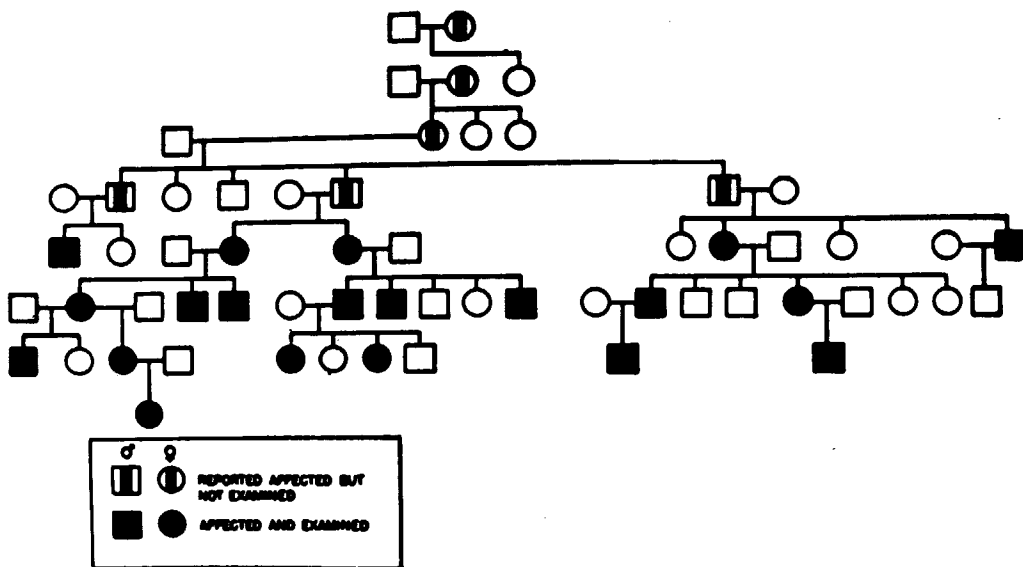 ♂ ♀
REPORTED AFFECTED BUT
NOT EXAMINED
AFFECTED AND EXAMINED